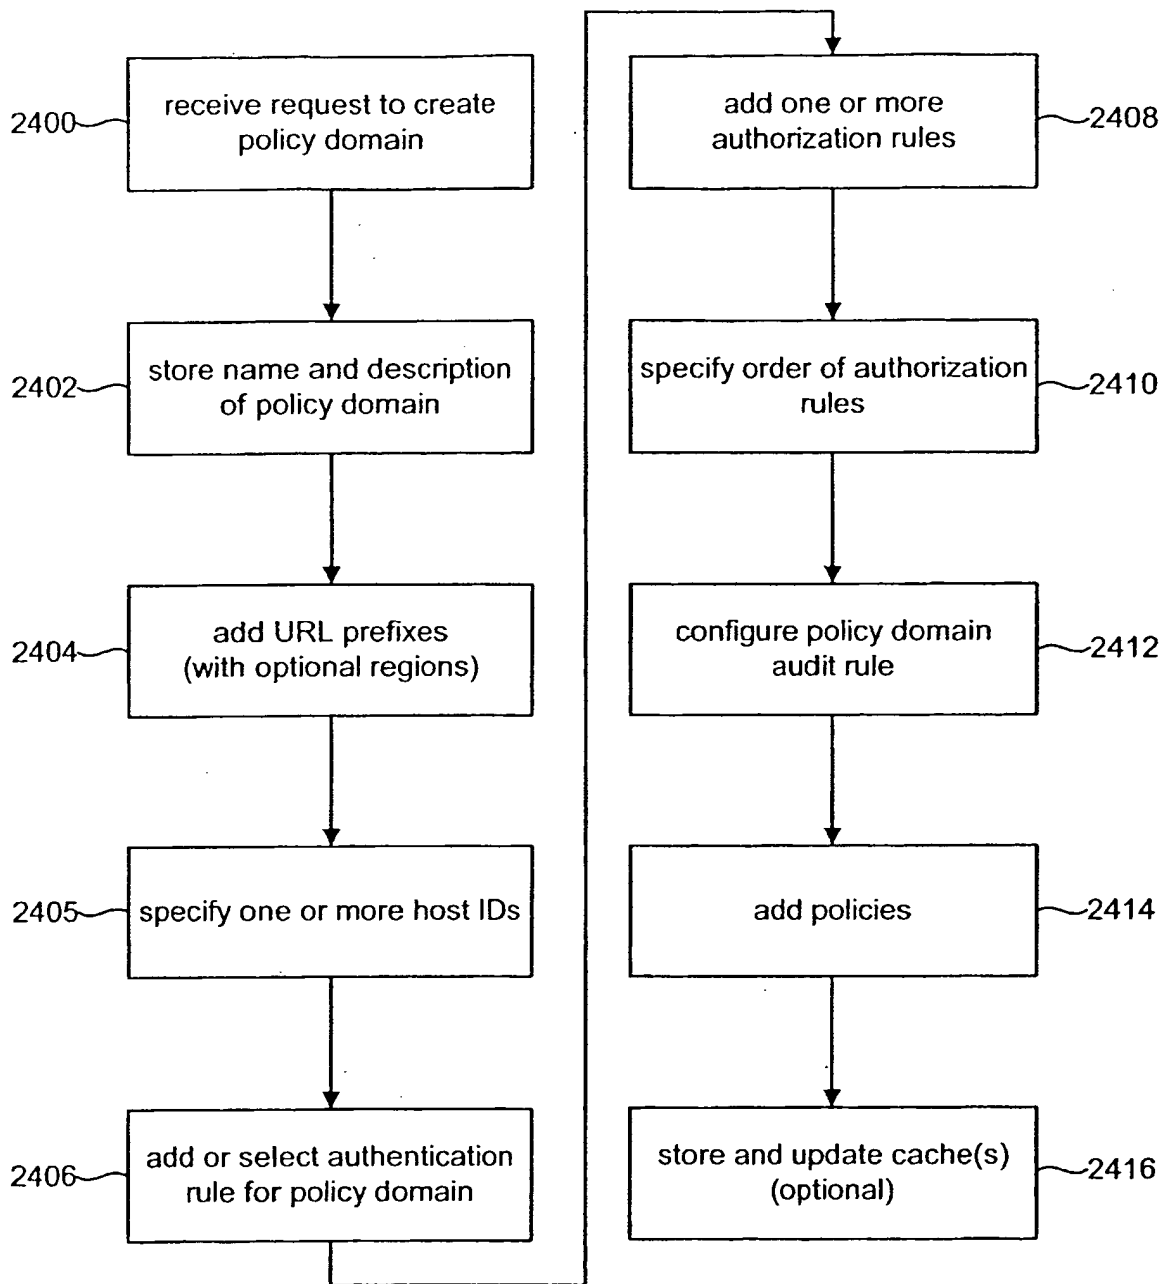 2400
receive request to create
policy domain
2402
store name and description
of policy domain
2404
add URL prefixes
(with optional regions)
2405
specify one or more host IDs
2406
add or select authentication
rule for policy domain
add one or more
authorization rules
2408
specify order of authorization
rules
2410
configure policy domain
audit rule
2412
add policies
2414
store and update cache(s)
(optional)
2416